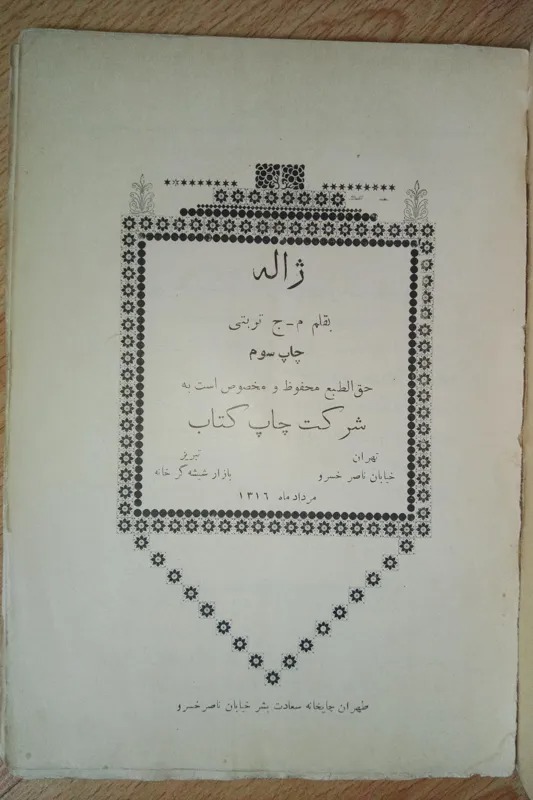 ژاله
بقلم م-ج تربتی
چاپ سوم
حق الطبع محفوظ و مخصوص است به
شرکت چاپ کتاب
تهران
خیابان ناصر خسرو
تبریز
بازار شیشه گر خانه
مرداد ماه ۱۳۱۶
طهران چاپخانه سعادت بشر خیابان ناصر خسرو